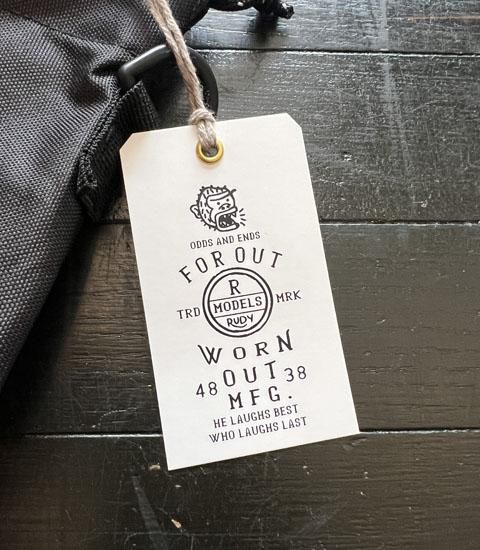 ODDS AND ENDS
FOR OUT
R
TRD MODELS MRK
RUDY
WORN
48 OUT 38
MFG.
HE LAUGHS BEST
WHO LAUGHS LAST